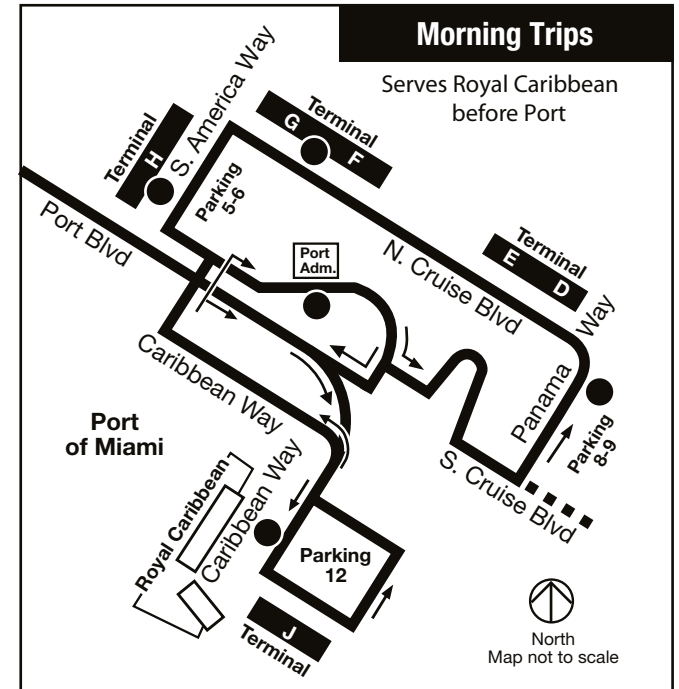 Morning Trips
Serves Royal Caribbean
before Port
S. America Way
Terminal
H
Terminal
G F
Parking
5-6
Port Blvd
Port
Adm.
N. Cruise Blvd
Terminal
E D
Panama Way
Parking
8-9
S. Cruise Blvd
Caribbean Way
Port
of Miami
Royal Caribbean
Caribbean Way
Parking
12
J
Terminal
North
Map not to scale